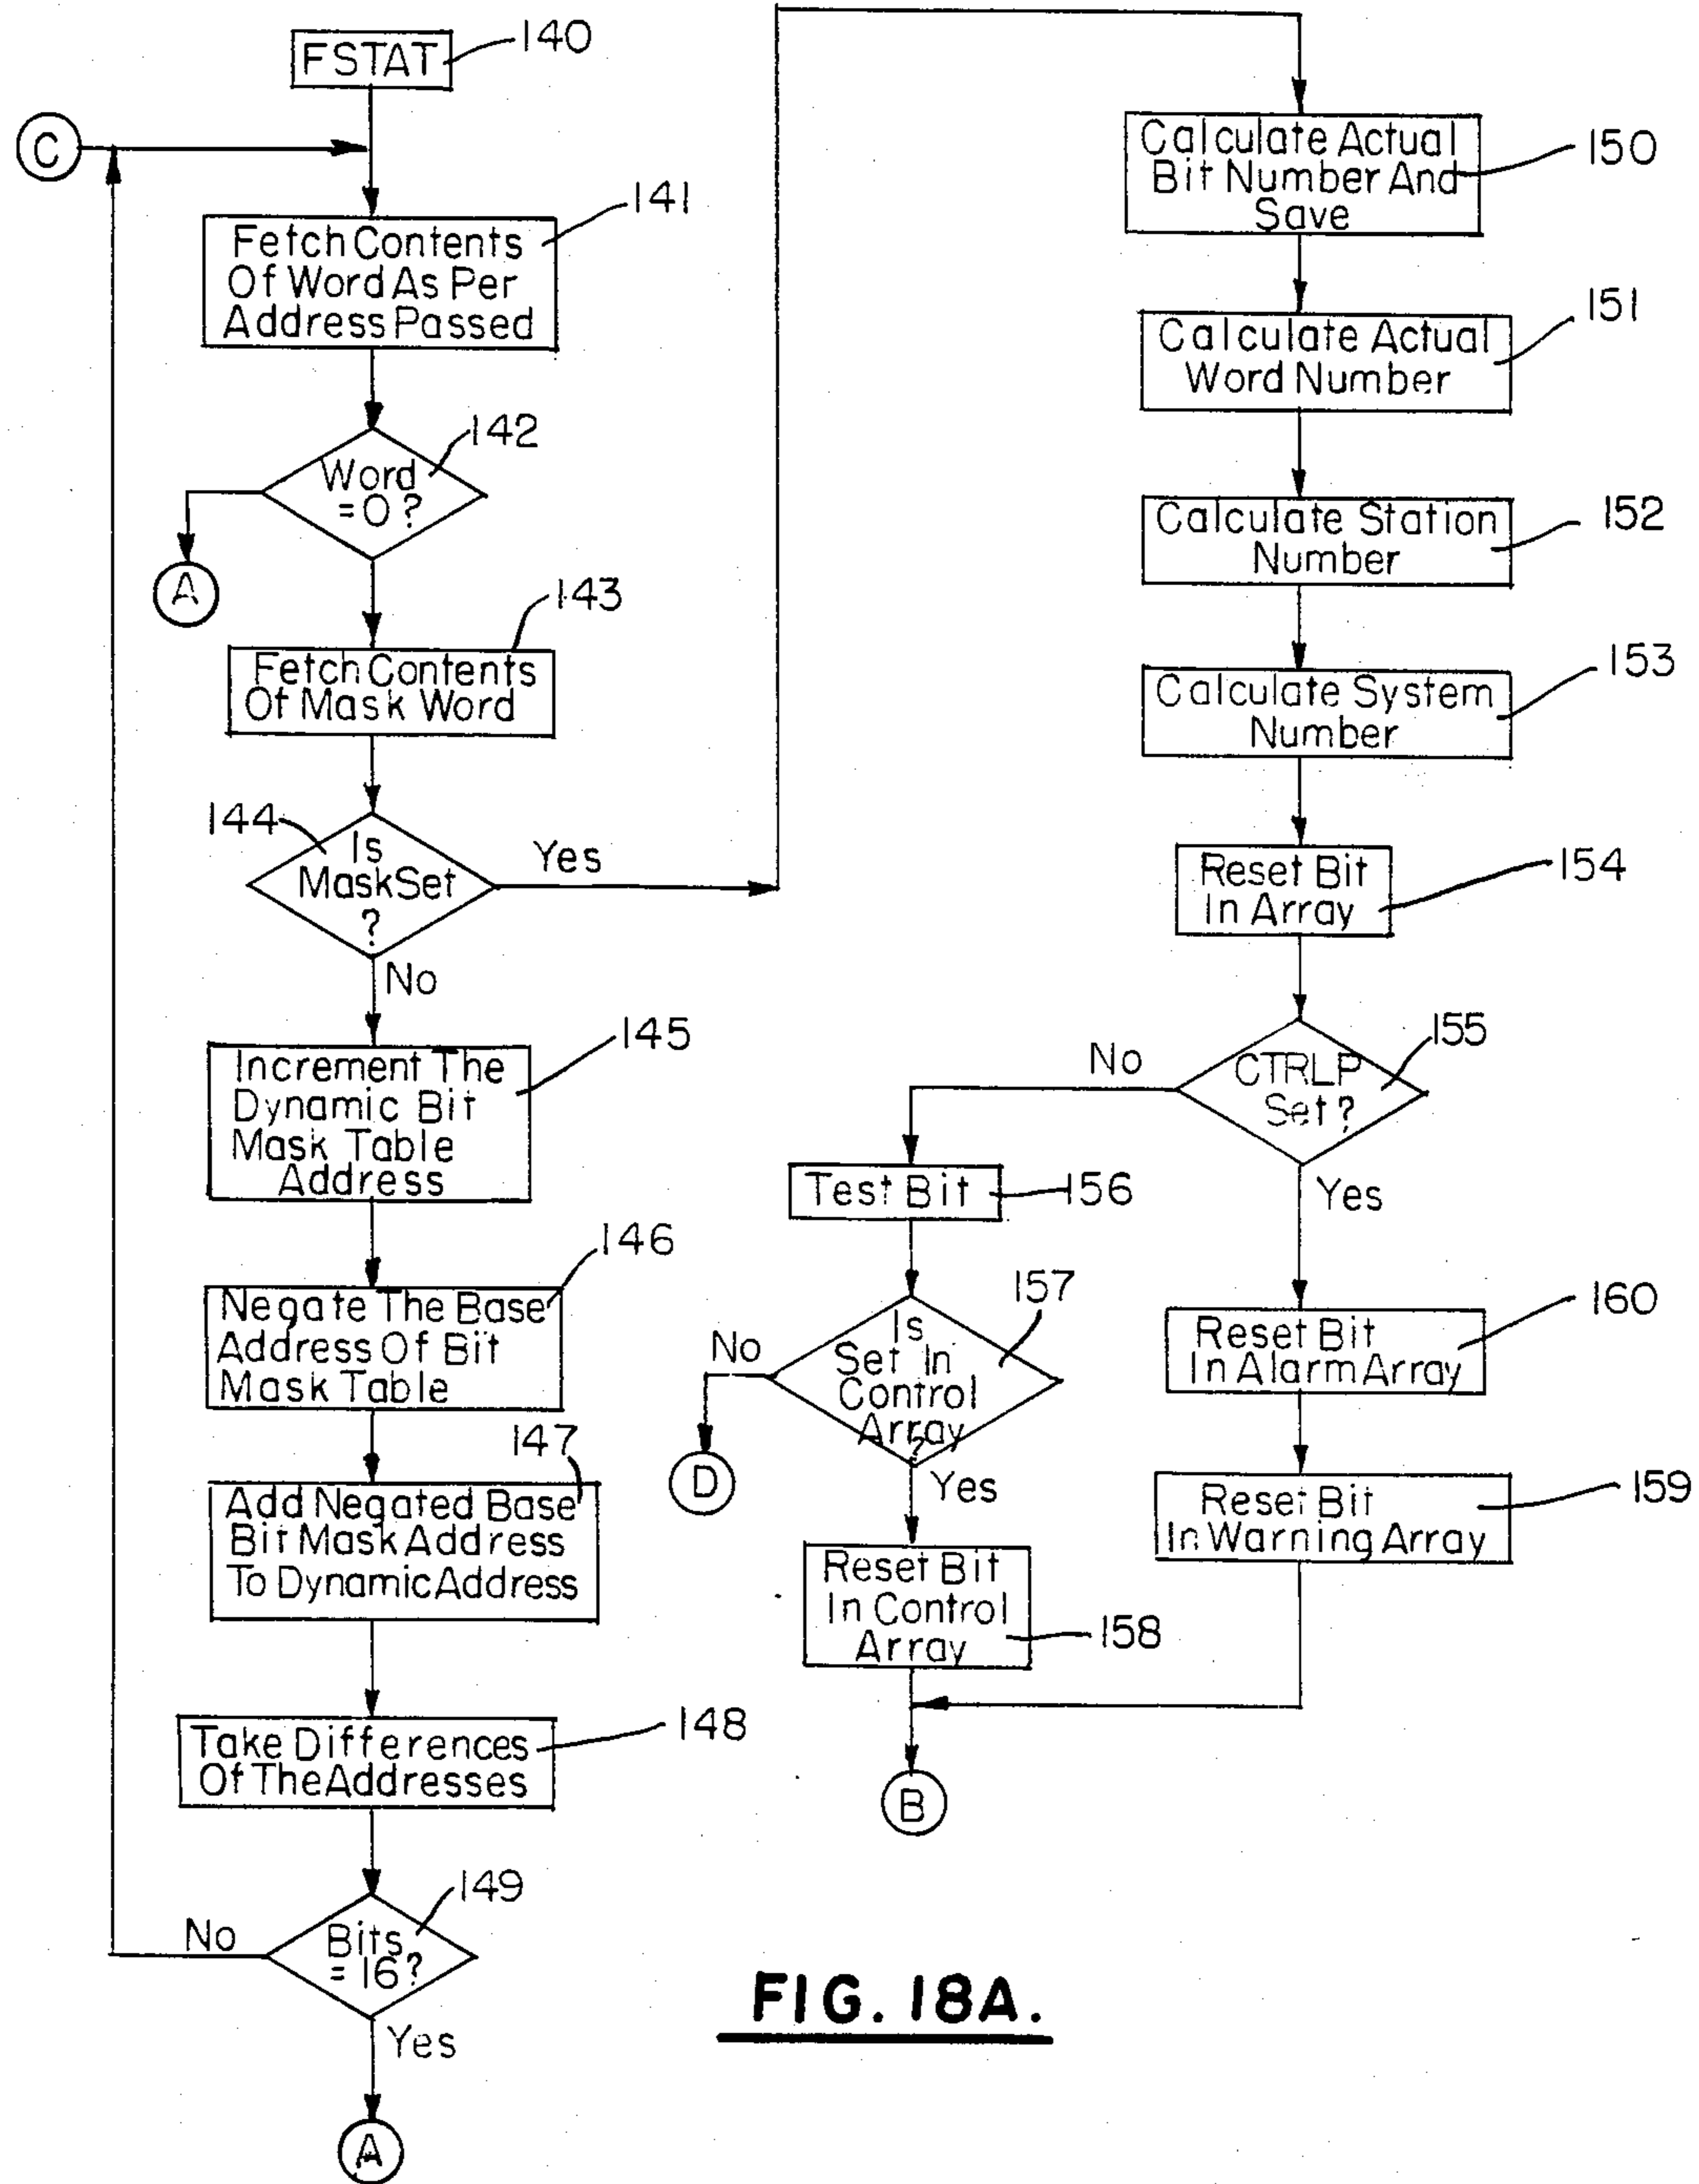 FSTAT
140
C
Fetch Contents
Of Word As Per
Address Passed
141
Word
=0?
142
A
Fetch Contents
Of Mask Word
143
Is
Mask Set
?
144
Yes
No
Increment The
Dynamic Bit
Mask Table
Address
145
Negate The Base
Address Of Bit
Mask Table
146
Add Negated Base
Bit Mask Address
To Dynamic Address
147
Take Differences
Of The Addresses
148
Bits
=16?
149
No
Yes
A
Calculate Actual
Bit Number And
Save
150
Calculate Actual
Word Number
151
Calculate Station
Number
152
Calculate System
Number
153
Reset Bit
In Array
154
CTRLP
Set?
155
No
Yes
Test Bit
156
Is
Set In
Control
Array
?
157
No
D
Yes
Reset Bit
In Control
Array
158
Reset Bit
In Alarm Array
160
Reset Bit
In Warning Array
159
B
FIG. 18A.